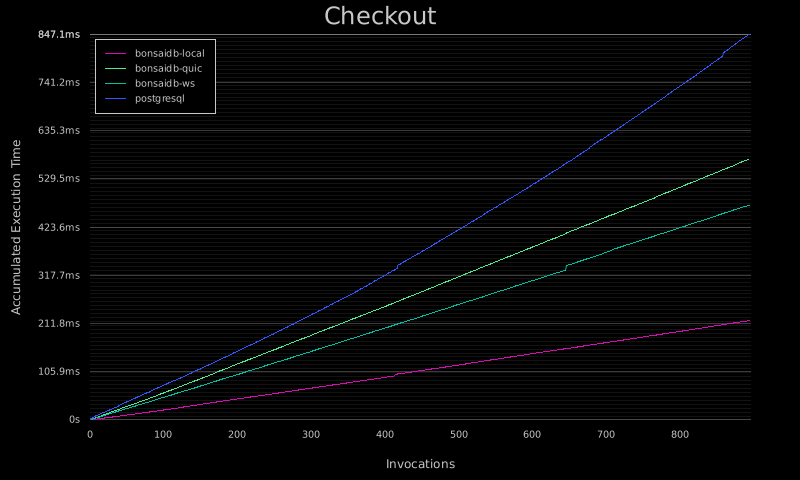 Checkout
847.1ms
741.2ms
635.3ms
529.5ms
423.6ms
317.7ms
211.8ms
105.9ms
0s
bonsaidb-local
bonsaidb-quic
bonsaidb-ws
postgresql
Accumulated Execution Time
0 100 200 300 400 500 600 700 800
Invocations